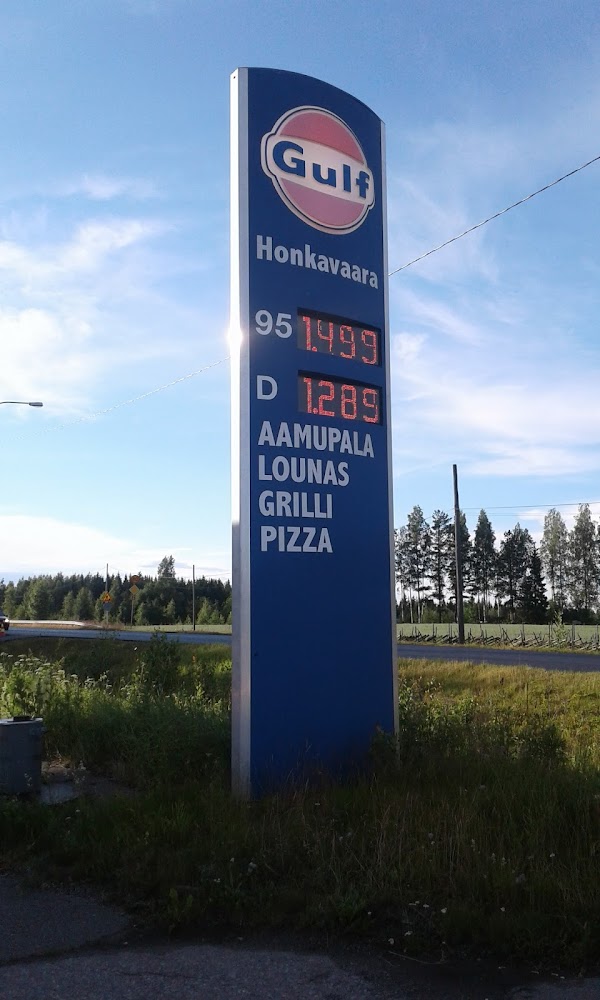 Gulf
Honkavaara
95 1.499
D 1.289
AAMUPALA
LOUNAS
GRILLI
PIZZA